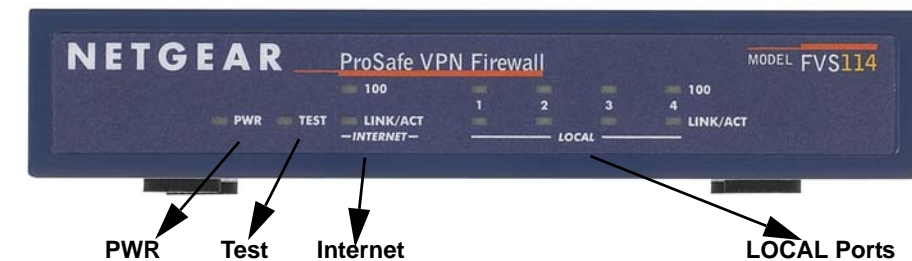 NETGEAR
ProSafe VPN Firewall
MODEL FVS114
100
1 2 3 4 100
PWR TEST LINK/ACT LINK/ACT
INTERNET LOCAL
PWR Test Internet LOCAL Ports